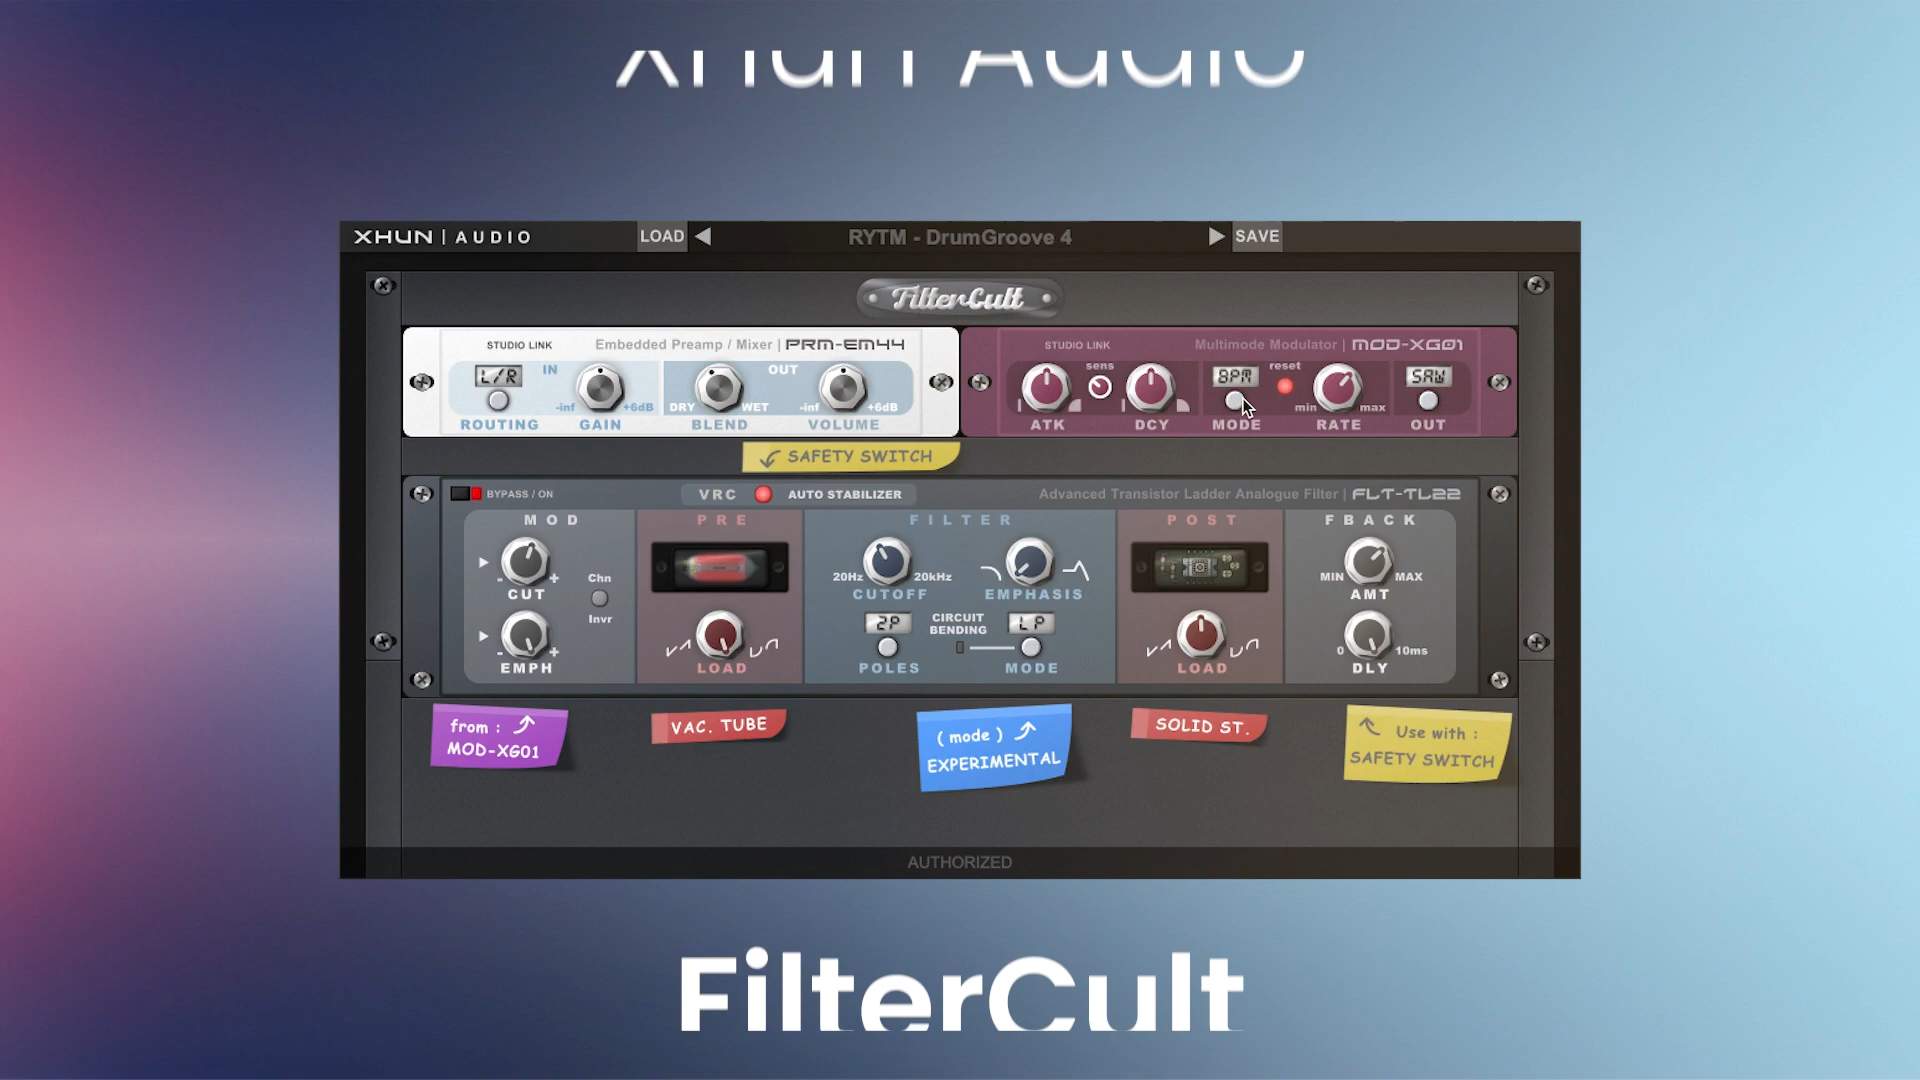 Xhun Audio
XHUN | AUDIO
LOAD
RYTM - DrumGroove 4
SAVE
FilterCult
STUDIO LINK
Embedded Preamp / Mixer | PRM-EM44
L/R
IN
-inf
+6dB
DRY
WET
OUT
-inf
+6dB
ROUTING
GAIN
BLEND
VOLUME
STUDIO LINK
Multimode Modulator | MOD-XG01
sens
BPM
reset
min
max
SAW
ATK
DCY
MODE
RATE
OUT
SAFETY SWITCH
BYPASS / ON
VRC
AUTO STABILIZER
Advanced Transistor Ladder Analogue Filter | FLT-TL22
MOD
PRE
FILTER
POST
FBACK
- +
CUT
Chn
Invr
- +
EMPH
LOAD
20Hz
20kHz
CUTOFF
EMPHASIS
2P
CIRCUIT
BENDING
LP
POLES
MODE
LOAD
MIN
MAX
AMT
0
10ms
DLY
from :
MOD-XG01
VAC. TUBE
( mode )
EXPERIMENTAL
SOLID ST.
Use with :
SAFETY SWITCH
AUTHORIZED
FilterCult